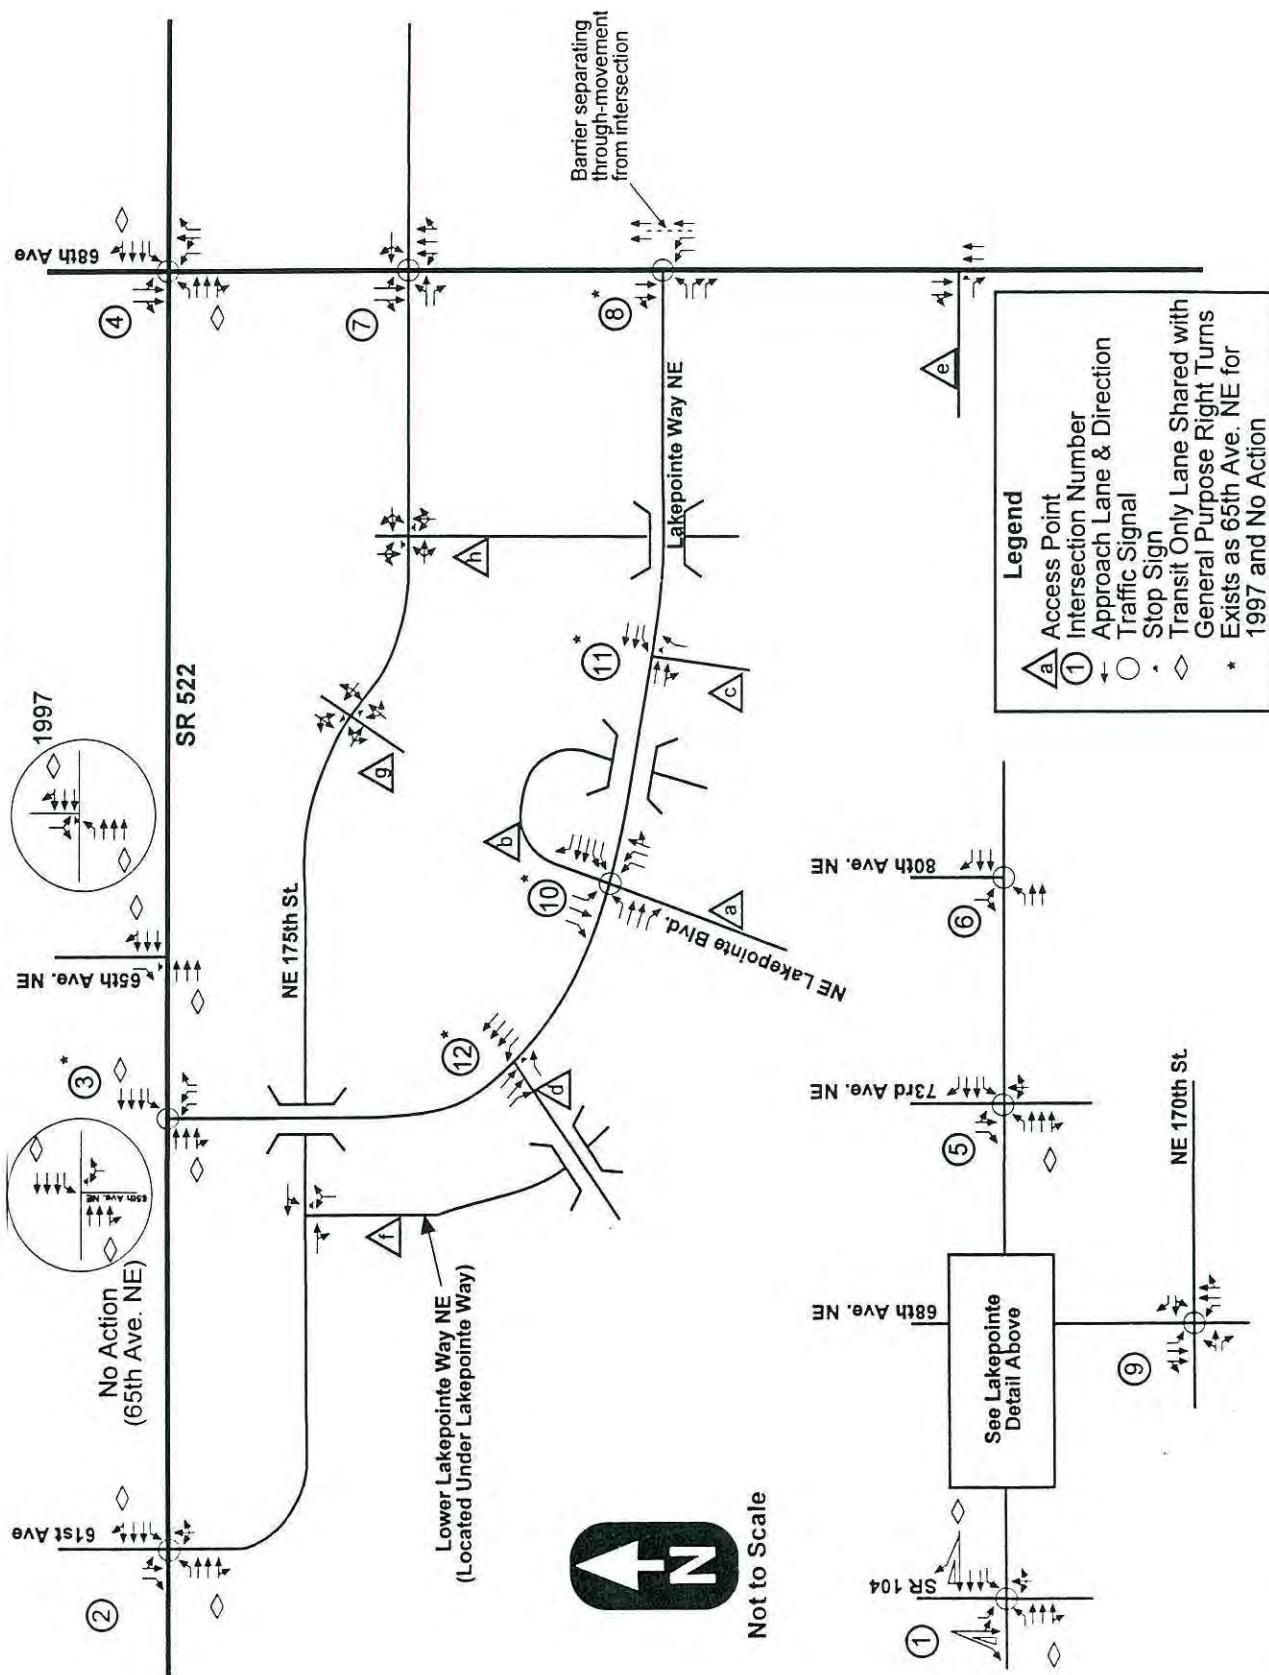 68th Ave
4
7
8
*
Barrier separating
through-movement
from intersection
e
1997
SR 522
NE 175th St.
g
h
Lakepointe Way NE
11
*
c
b
10
*
a
NE Lakepointe Blvd.
65th Ave. NE
3
*
65th Ave. NE
No Action
(65th Ave. NE)
12
*
d
f
Lower Lakepointe Way NE
(Located Under Lakepointe Way)
61st Ave
2
N
Not to Scale
SR 104
1
See Lakepointe
Detail Above
68th Ave. NE
9
NE 170th St.
73rd Ave. NE
5
80th Ave. NE
6
Legend
a Access Point
1 Intersection Number
Approach Lane & Direction
Traffic Signal
Stop Sign
Transit Only Lane Shared with
General Purpose Right Turns
* Exists as 65th Ave. NE for
1997 and No Action